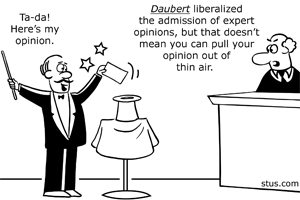 Ta-da!
Here's my
opinion.
Daubert liberalized
the admission of expert
opinions, but that doesn't
mean you can pull your
opinion out of
thin air.
stus.com